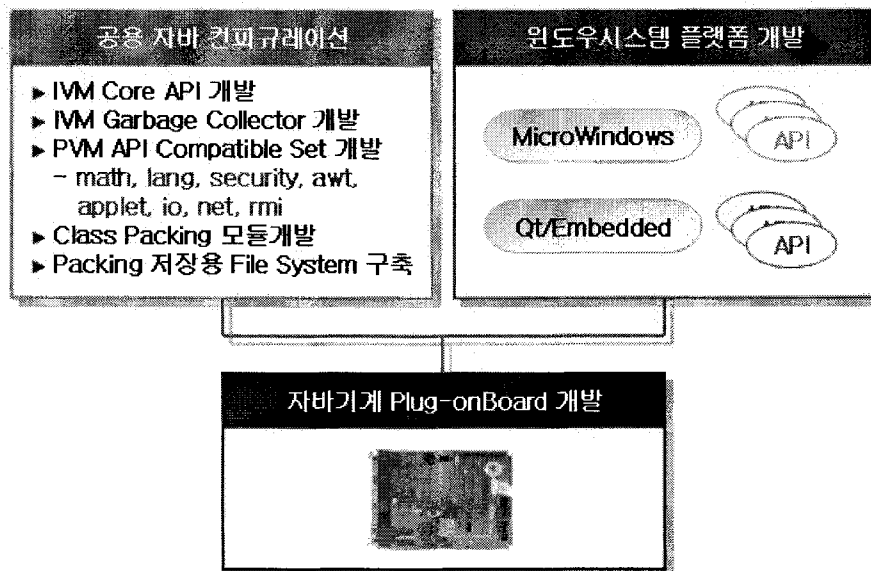 공용 자바 컨피규레이션
▶ IVM Core API 개발
▶ IVM Garbage Collector 개발
▶ PVM API Compatible Set 개발
- math, lang, security, awt,
applet, io, net, rmi
▶ Class Packing 모듈개발
▶ Packing 저장용 File System 구축
윈도우시스템 플랫폼 개발
MicroWindows
API
Qt/Embedded
API
자바기계 Plug-onBoard 개발